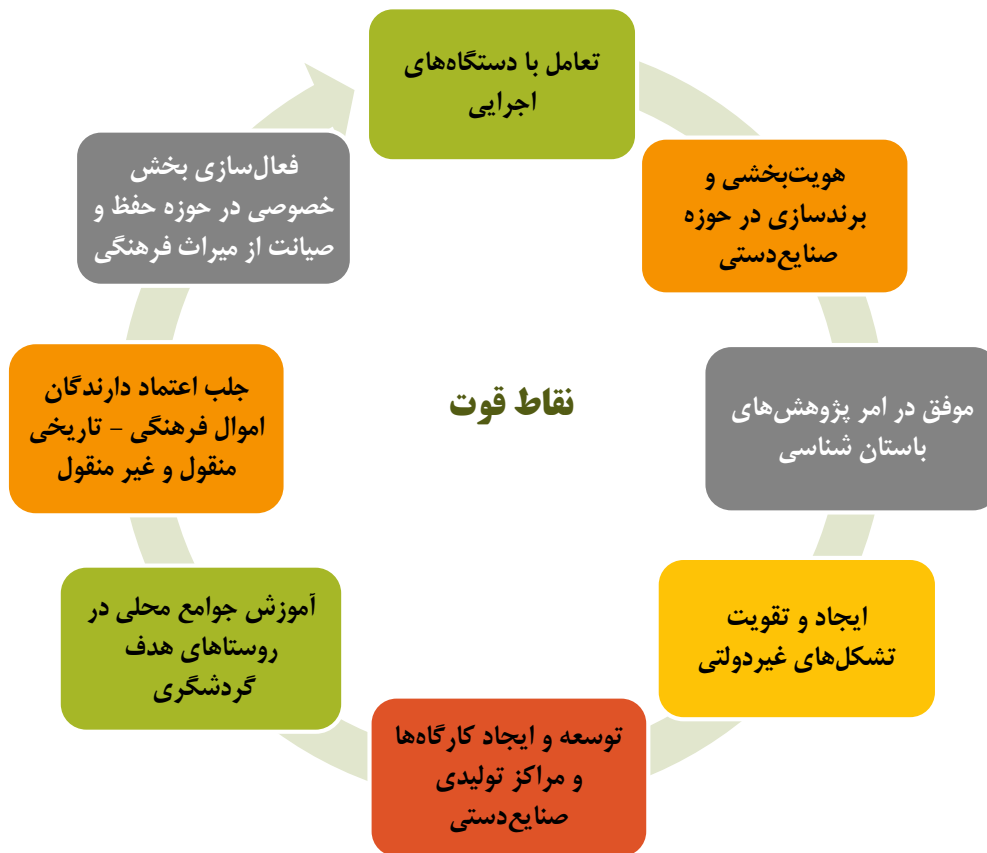 تعامل با دستگاه‌های
اجرایی
هویت‌بخشی و
برندسازی در حوزه
صنایع‌دستی
موفق در امر پژوهش‌های
باستان شناسی
ایجاد و تقویت
تشکل‌های غیردولتی
توسعه و ایجاد کارگاه‌ها
و مراکز تولیدی
صنایع‌دستی
آموزش جوامع محلی در
روستاهای هدف
گردشگری
جلب اعتماد دارندگان
اموال فرهنگی - تاریخی
منقول و غیر منقول
فعال‌سازی بخش
خصوصی در حوزه حفظ و
صیانت از میراث فرهنگی
نقاط قوت